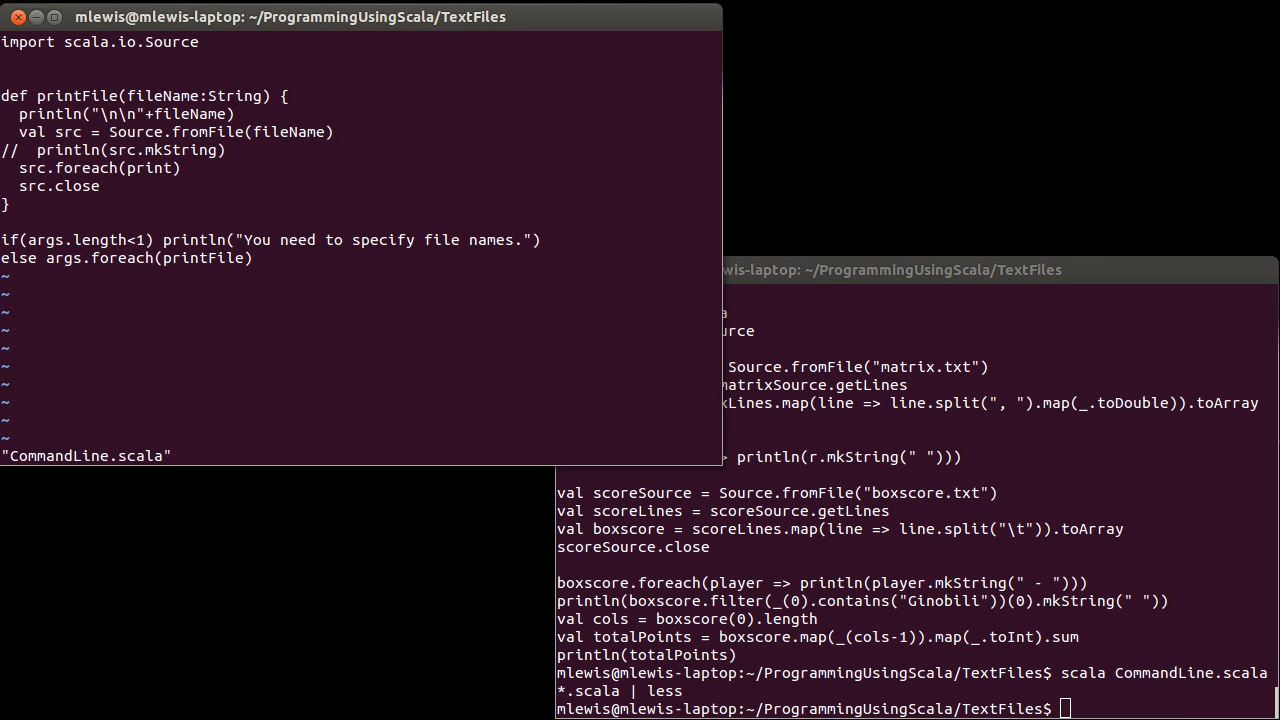 mlewis@mlewis-laptop: ~/ProgrammingUsingScala/TextFiles
import scala.io.Source
def printFile(fileName:String) {
println("\n\n"+fileName)
val src = Source.fromFile(fileName)
//  println(src.mkString)
src.foreach(print)
src.close
}
if(args.length<1) println("You need to specify file names.")
else args.foreach(printFile)
~
~
~
~
~
~
~
~
~
~
"CommandLine.scala"
wis-laptop: ~/ProgrammingUsingScala/TextFiles
a
urce
Source.fromFile("matrix.txt")
matrixSource.getLines
xLines.map(line => line.split(", ").map(_.toDouble)).toArray
> println(r.mkString(" ")))
val scoreSource = Source.fromFile("boxscore.txt")
val scoreLines = scoreSource.getLines
val boxscore = scoreLines.map(line => line.split("\t")).toArray
scoreSource.close
boxscore.foreach(player => println(player.mkString(" - ")))
println(boxscore.filter(_(0).contains("Ginobili"))(0).mkString(" "))
val cols = boxscore(0).length
val totalPoints = boxscore.map(_(cols-1)).map(_.toInt).sum
println(totalPoints)
mlewis@mlewis-laptop:~/ProgrammingUsingScala/TextFiles$ scala CommandLine.scala
*.scala | less
mlewis@mlewis-laptop:~/ProgrammingUsingScala/TextFiles$